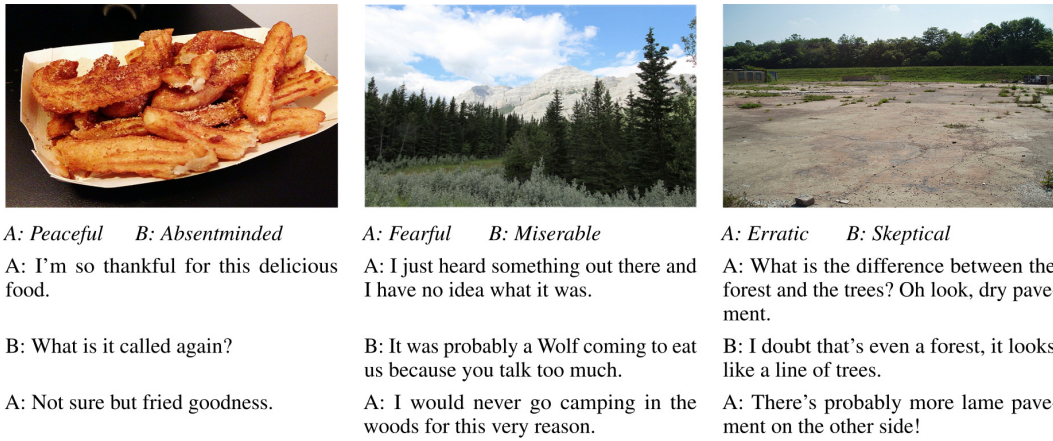 A: Peaceful B: Absentminded
A: I'm so thankful for this delicious
food.
B: What is it called again?
A: Not sure but fried goodness.
A: Fearful B: Miserable
A: I just heard something out there and
I have no idea what it was.
B: It was probably a Wolf coming to eat
us because you talk too much.
A: I would never go camping in the
woods for this very reason.
A: Erratic B: Skeptical
A: What is the difference between the
forest and the trees? Oh look, dry pave-
ment.
B: I doubt that's even a forest, it looks
like a line of trees.
A: There's probably more lame pave-
ment on the other side!